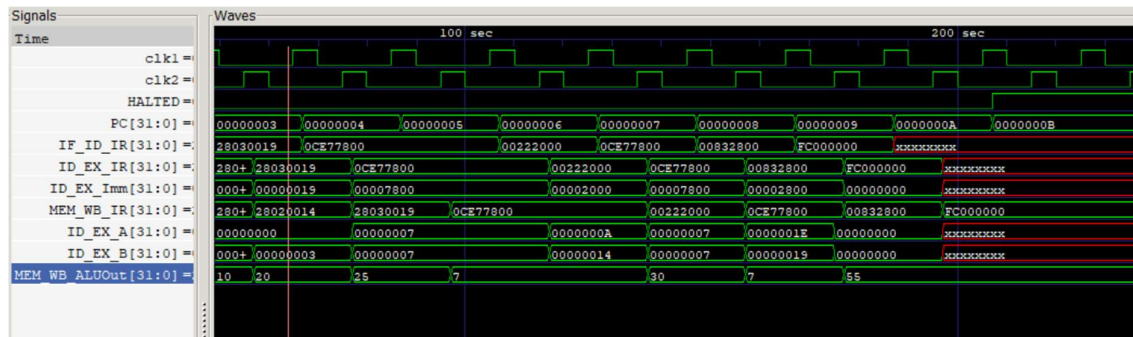 Signals Waves
Time 100 sec 200 sec
clk1 =
clk2 =
HALTED =
PC[31:0] = 00000003 00000004 00000005 00000006 00000007 00000008 00000009 0000000A 0000000B
IF_ID_IR[31:0] = 28030019 0CE77800 00222000 0CE77800 00832800 FC000000 xxxxxxxx
ID_EX_IR[31:0] = 280+ 28030019 0CE77800 00222000 0CE77800 00832800 FC000000 xxxxxxxx
ID_EX_Imm[31:0] = 000+ 00000019 00007800 00002000 00007800 00002800 00000000 xxxxxxxx
MEM_WB_IR[31:0] = 280+ 28020014 28030019 0CE77800 00222000 0CE77800 00832800 FC000000
ID_EX_A[31:0] = 00000000 00000007 0000000A 00000007 0000001E 00000000 xxxxxxxx
ID_EX_B[31:0] = 000+ 00000003 00000007 00000014 00000007 00000019 00000000 xxxxxxxx
MEM_WB_ALUOut[31:0] = 10 20 25 7 30 7 55